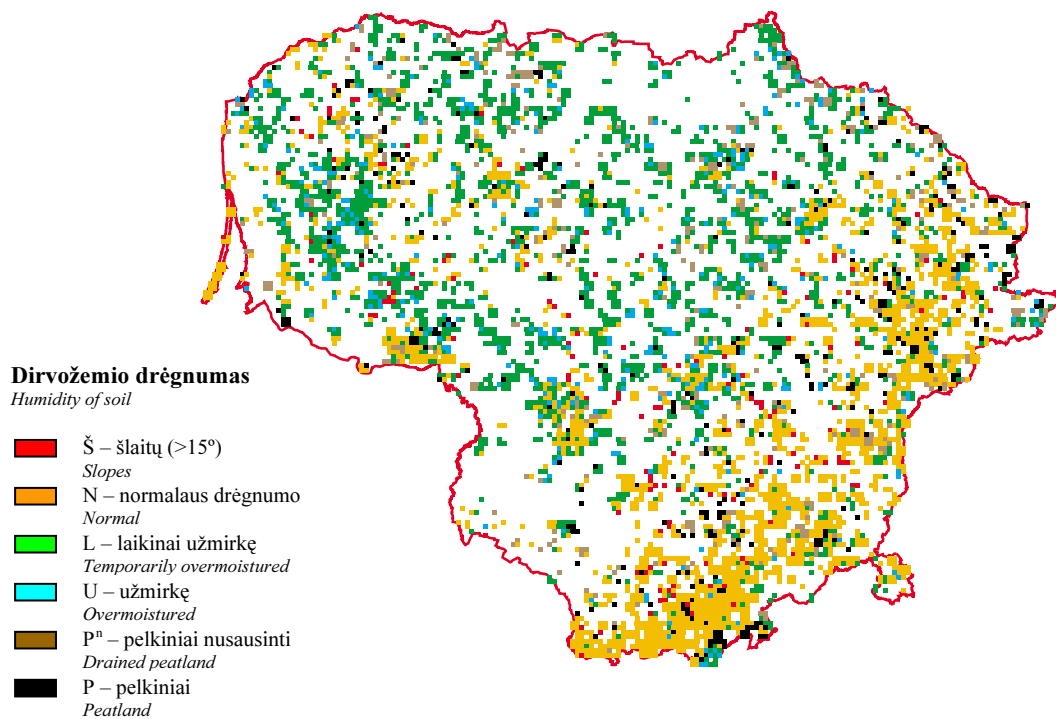 Dirvožemio drėgnumas
Humidity of soil
Š – šlaitų (>15º)
Slopes
N – normalaus drėgnumo
Normal
L – laikinai užmirkę
Temporarily overmoistured
U – užmirkę
Overmoistured
Pⁿ – pelkiniai nusausinti
Drained peatland
P – pelkiniai
Peatland